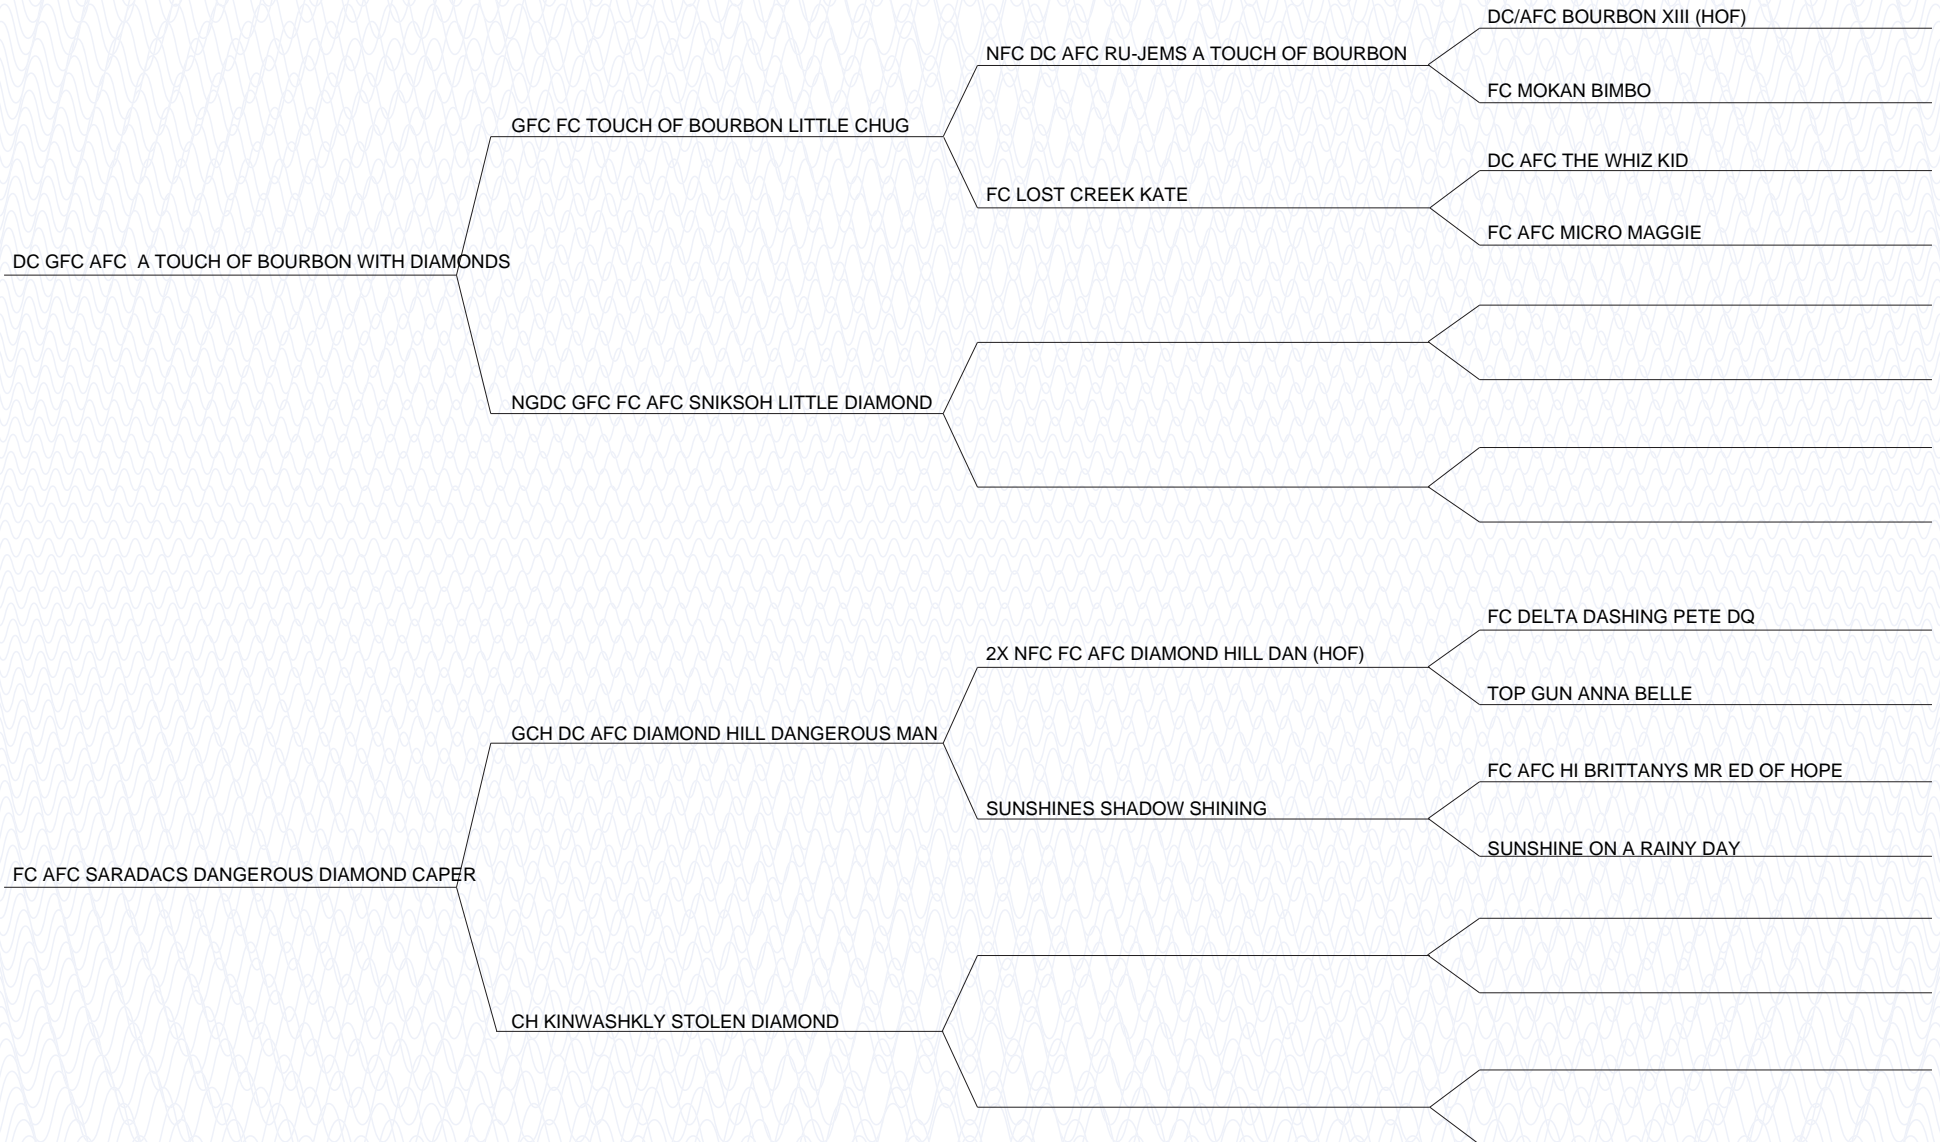 DC/AFC BOURBON XIII (HOF)
NFC DC AFC RU-JEMS A TOUCH OF BOURBON
FC MOKAN BIMBO
GFC FC TOUCH OF BOURBON LITTLE CHUG
DC AFC THE WHIZ KID
FC LOST CREEK KATE
FC AFC MICRO MAGGIE
DC GFC AFC  A TOUCH OF BOURBON WITH DIAMONDS
NGDC GFC FC AFC SNIKSOH LITTLE DIAMOND
FC DELTA DASHING PETE DQ
2X NFC FC AFC DIAMOND HILL DAN (HOF)
TOP GUN ANNA BELLE
GCH DC AFC DIAMOND HILL DANGEROUS MAN
FC AFC HI BRITTANYS MR ED OF HOPE
SUNSHINES SHADOW SHINING
SUNSHINE ON A RAINY DAY
FC AFC SARADACS DANGEROUS DIAMOND CAPER
CH KINWASHKLY STOLEN DIAMOND